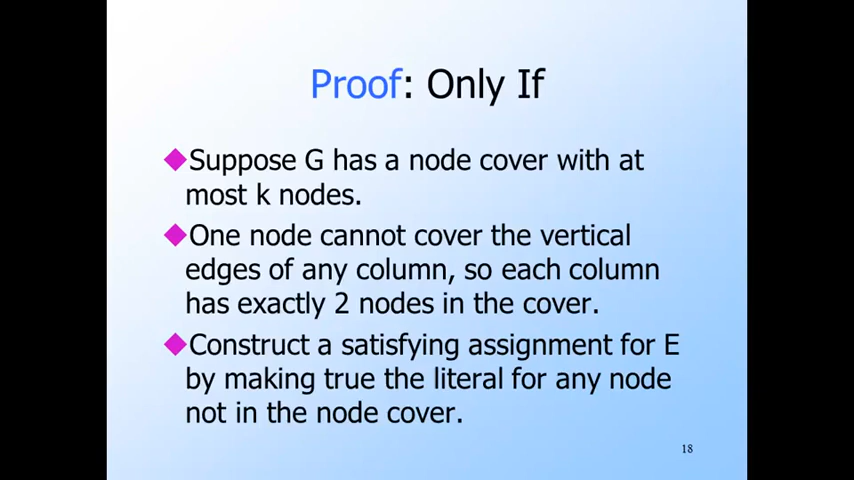 Proof: Only If
Suppose G has a node cover with at
most k nodes.
One node cannot cover the vertical
edges of any column, so each column
has exactly 2 nodes in the cover.
Construct a satisfying assignment for E
by making true the literal for any node
not in the node cover.
18